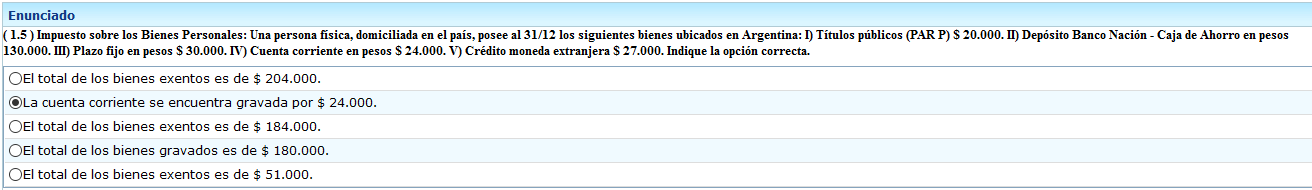 Enunciado
( 1.5 ) Impuesto sobre los Bienes Personales: Una persona física, domiciliada en el país, posee al 31/12 los siguientes bienes ubicados en Argentina: I) Títulos públicos (PAR P) $ 20.000. II) Depósito Banco Nación - Caja de Ahorro en pesos
130.000. III) Plazo fijo en pesos $ 30.000. IV) Cuenta corriente en pesos $ 24.000. V) Crédito moneda extranjera $ 27.000. Indique la opción correcta.
El total de los bienes exentos es de $ 204.000.
La cuenta corriente se encuentra gravada por $ 24.000.
El total de los bienes exentos es de $ 184.000.
El total de los bienes gravados es de $ 180.000.
El total de los bienes exentos es de $ 51.000.